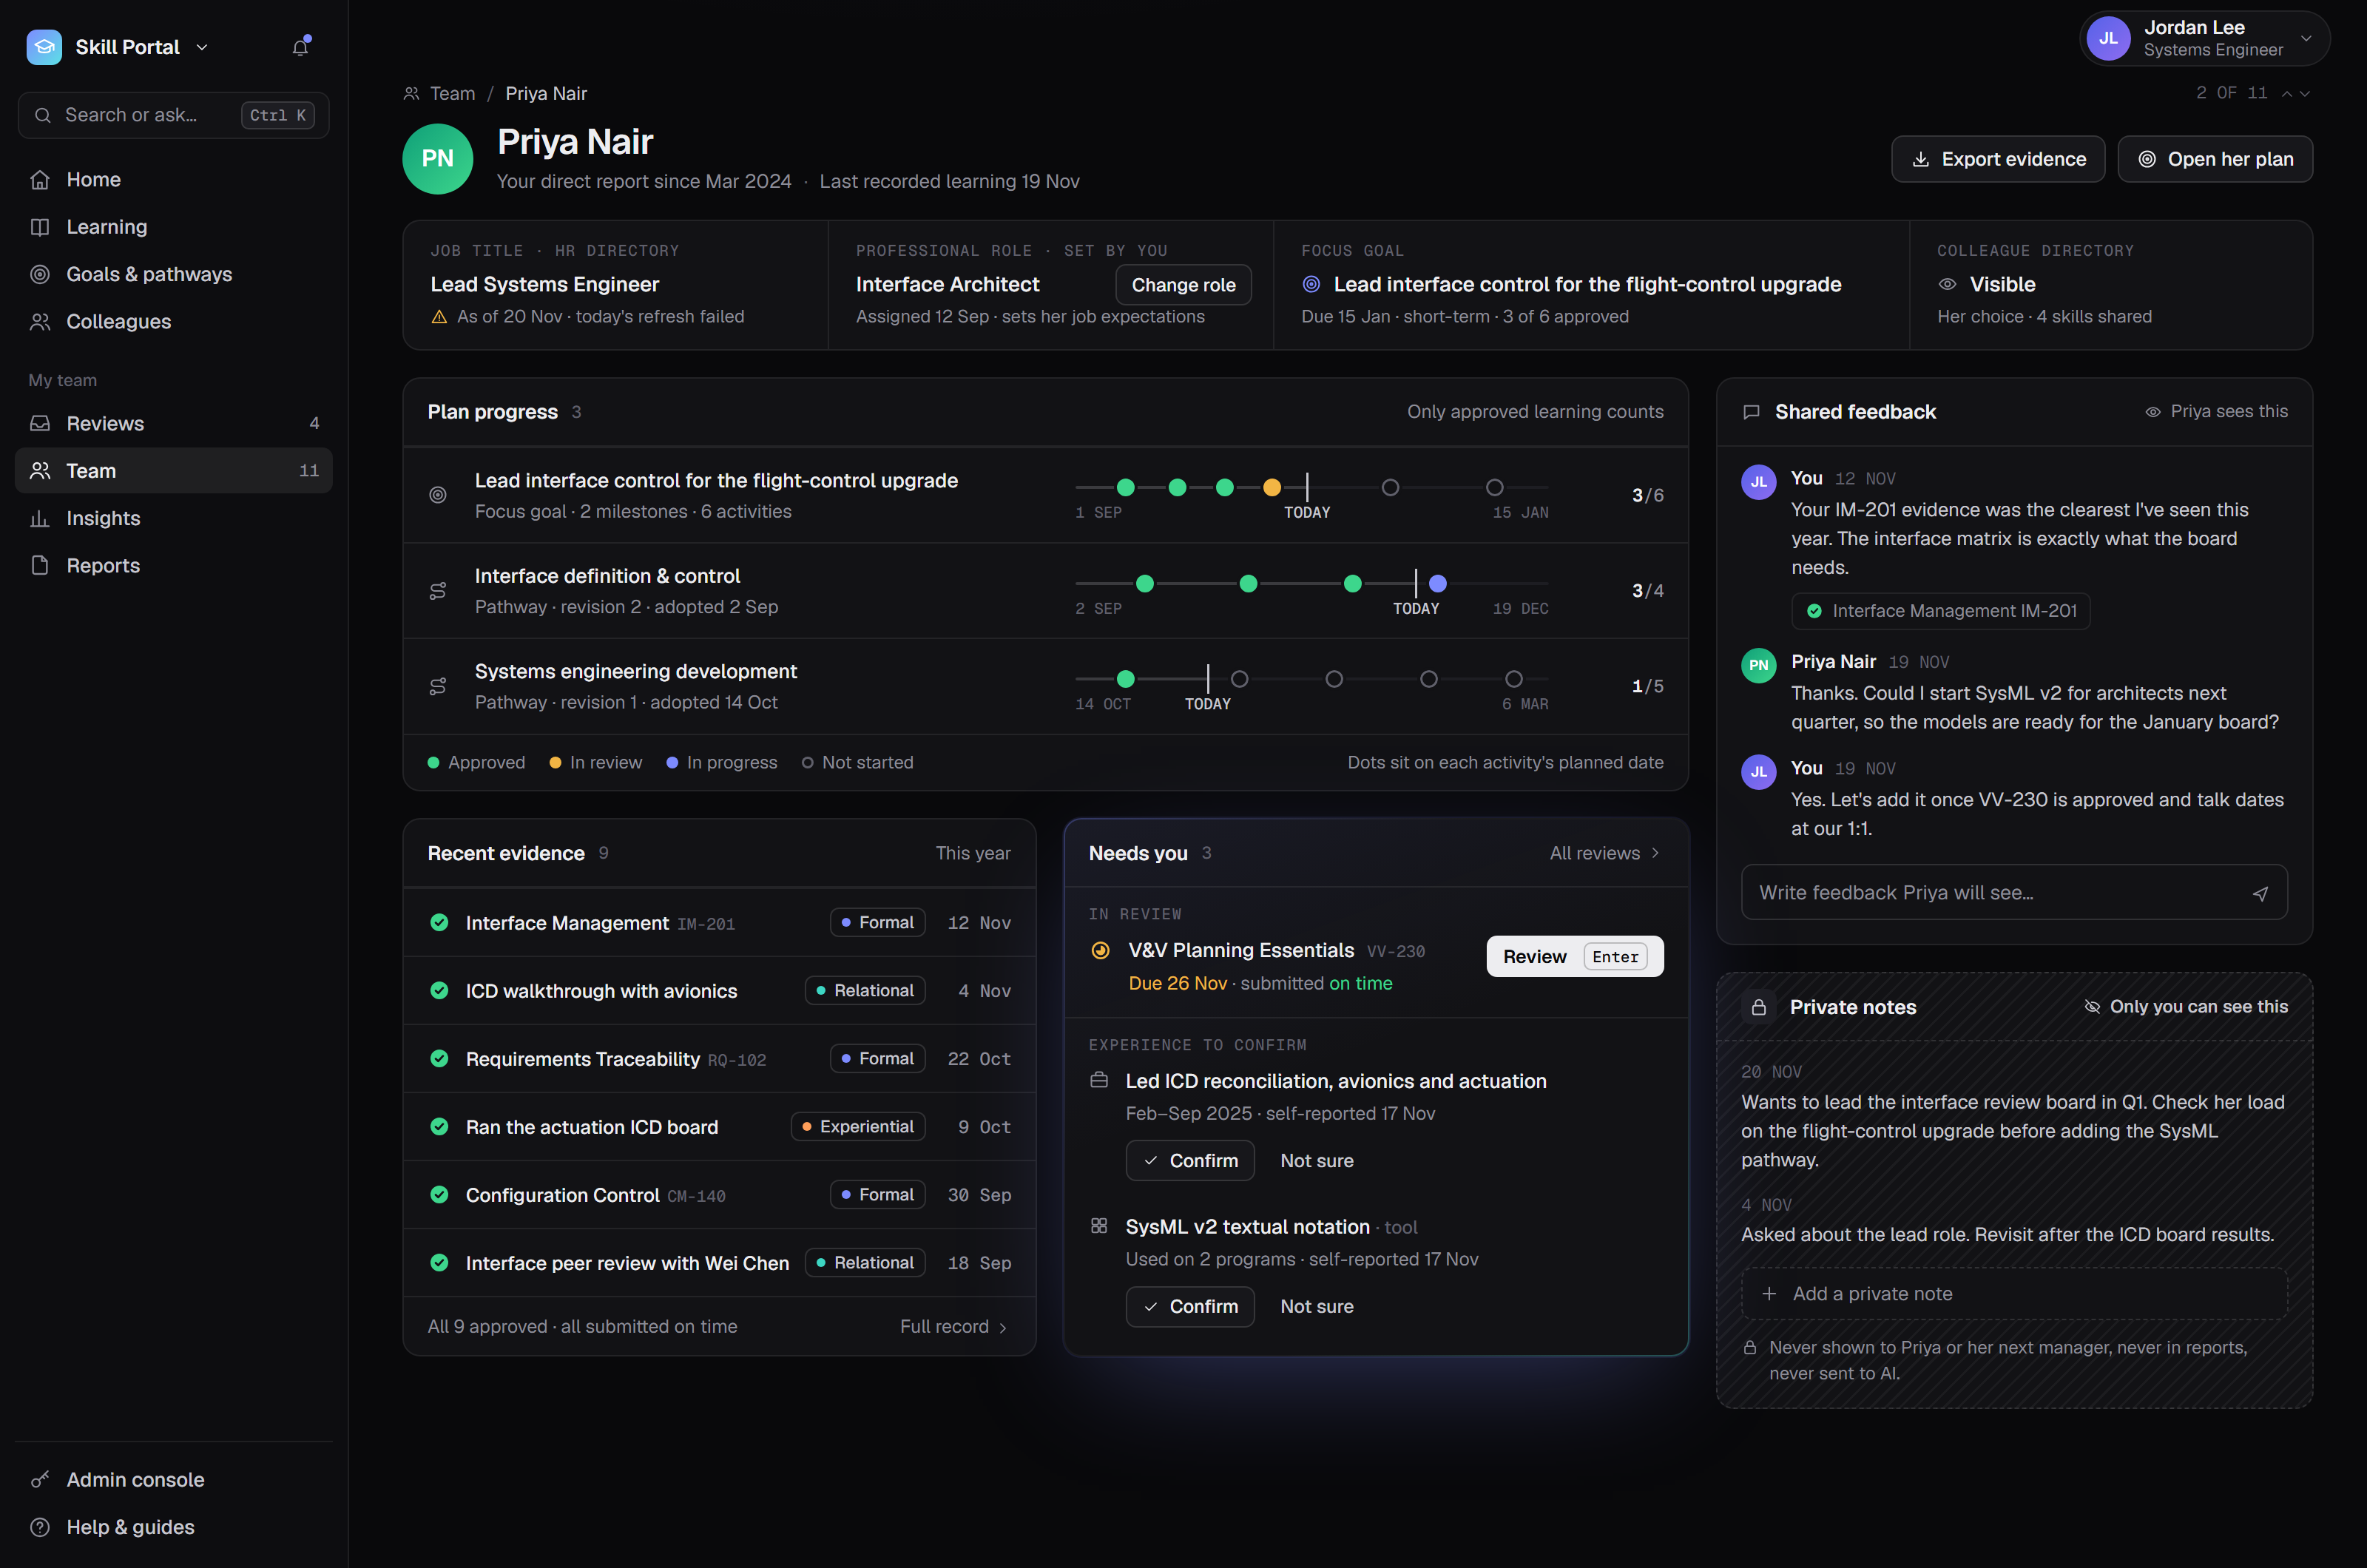 Skill Portal
Search or ask...
Ctrl K
Home
Learning
Goals & pathways
Colleagues
My team
Reviews 4
Team 11
Insights
Reports
Admin console
Help & guides
JL
Jordan Lee
Systems Engineer
Team / Priya Nair
2 OF 11
PN
Priya Nair
Your direct report since Mar 2024 · Last recorded learning 19 Nov
Export evidence
Open her plan
JOB TITLE · HR DIRECTORY
Lead Systems Engineer
As of 20 Nov · today's refresh failed
PROFESSIONAL ROLE · SET BY YOU
Interface Architect
Change role
Assigned 12 Sep · sets her job expectations
FOCUS GOAL
Lead interface control for the flight-control upgrade
Due 15 Jan · short-term · 3 of 6 approved
COLLEAGUE DIRECTORY
Visible
Her choice · 4 skills shared
Plan progress 3
Only approved learning counts
Lead interface control for the flight-control upgrade
Focus goal · 2 milestones · 6 activities
1 SEP TODAY 15 JAN
3/6
Interface definition & control
Pathway · revision 2 · adopted 2 Sep
2 SEP TODAY 19 DEC
3/4
Systems engineering development
Pathway · revision 1 · adopted 14 Oct
14 OCT TODAY 6 MAR
1/5
Approved In review In progress Not started
Dots sit on each activity's planned date
Recent evidence 9
This year
Interface Management IM-201 Formal 12 Nov
ICD walkthrough with avionics Relational 4 Nov
Requirements Traceability RQ-102 Formal 22 Oct
Ran the actuation ICD board Experiential 9 Oct
Configuration Control CM-140 Formal 30 Sep
Interface peer review with Wei Chen Relational 18 Sep
All 9 approved · all submitted on time
Full record
Needs you 3
All reviews
IN REVIEW
V&V Planning Essentials VV-230
Due 26 Nov · submitted on time
Review Enter
EXPERIENCE TO CONFIRM
Led ICD reconciliation, avionics and actuation
Feb–Sep 2025 · self-reported 17 Nov
Confirm Not sure
SysML v2 textual notation · tool
Used on 2 programs · self-reported 17 Nov
Confirm Not sure
Shared feedback
Priya sees this
JL
You 12 NOV
Your IM-201 evidence was the clearest I've seen this
year. The interface matrix is exactly what the board
needs.
Interface Management IM-201
PN
Priya Nair 19 NOV
Thanks. Could I start SysML v2 for architects next
quarter, so the models are ready for the January board?
JL
You 19 NOV
Yes. Let's add it once VV-230 is approved and talk dates
at our 1:1.
Write feedback Priya will see...
Private notes
Only you can see this
20 NOV
Wants to lead the interface review board in Q1. Check her load
on the flight-control upgrade before adding the SysML
pathway.
4 NOV
Asked about the lead role. Revisit after the ICD board results.
Add a private note
Never shown to Priya or her next manager, never in reports,
never sent to AI.